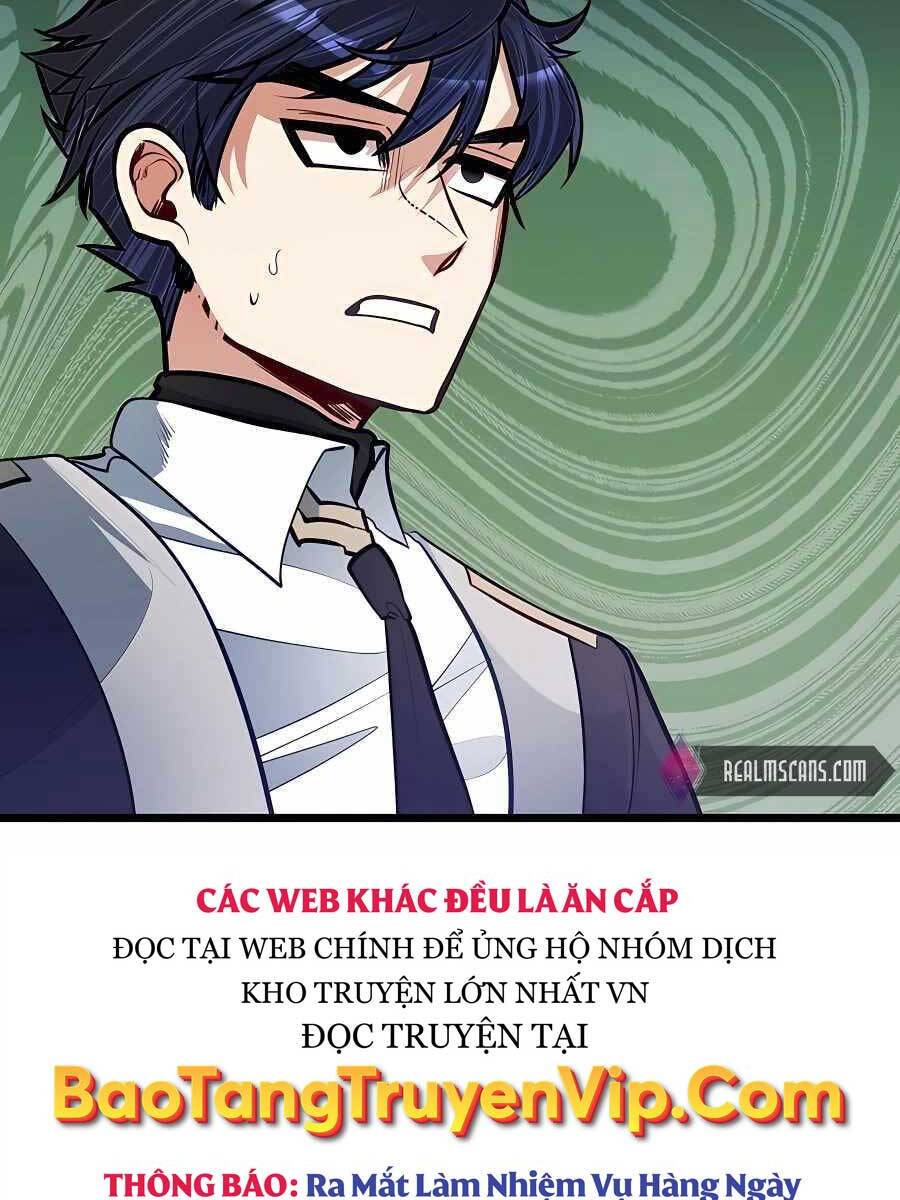 REALMSCANS.COM
CÁC WEB KHÁC ĐỀU LÀ ĂN CẮP
ĐỌC TẠI WEB CHÍNH ĐỂ ỦNG HỘ NHÓM DỊCH
KHO TRUYỆN LỚN NHẤT VN
ĐỌC TRUYỆN TẠI
BaoTangTruyenVip.Com
THÔNG BÁO: Ra Mắt Làm Nhiệm Vụ Hàng Ngày